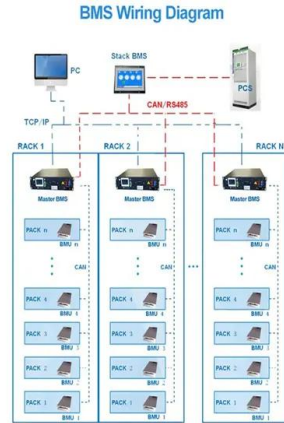 BMS Wiring Diagram
Stack BMS
PC
PCS
CAN/RS485
TCP/IP
RACK 1
RACK 2
RACK N
Master BMS
Master BMS
Master BMS
PACK n
PACK n
PACK n
BMU n
BMU n
BMU n
CAN
CAN
CAN
PACK 4
PACK 4
PACK 4
BMU 4
BMU 4
BMU 4
PACK 3
PACK 3
PACK 3
BMU 3
BMU 3
BMU 3
PACK 2
PACK 2
PACK 2
BMU 2
BMU 2
BMU 2
PACK 1
PACK 1
PACK 1
BMU 1
BMU 1
BMU 1